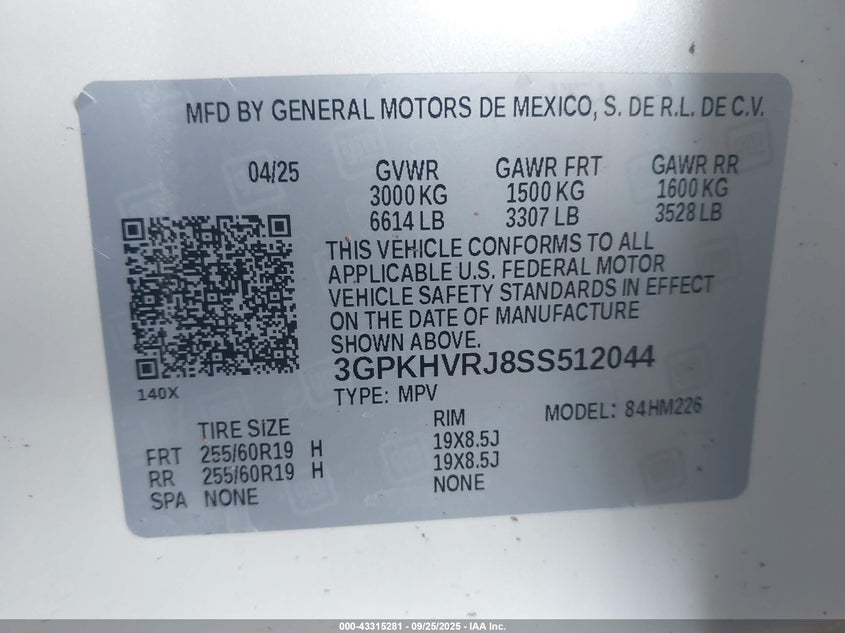 MFD BY GENERAL MOTORS DE MEXICO, S. DE R.L. DE C.V.
04/25 GVWR GAWR FRT GAWR RR
3000 KG 1500 KG 1600 KG
6614 LB 3307 LB 3528 LB
THIS VEHICLE CONFORMS TO ALL
APPLICABLE U.S. FEDERAL MOTOR
VEHICLE SAFETY STANDARDS IN EFFECT
ON THE DATE OF MANUFACTURE
SHOWN ABOVE.
3GPKHVRJ8SS512044
140X
TYPE: MPV
TIRE SIZE RIM MODEL: 84HM226
FRT 255/60R19 H 19X8.5J
RR 255/60R19 H 19X8.5J
SPA NONE NONE
000-43315281 - 09/25/2025 - IAA Inc.